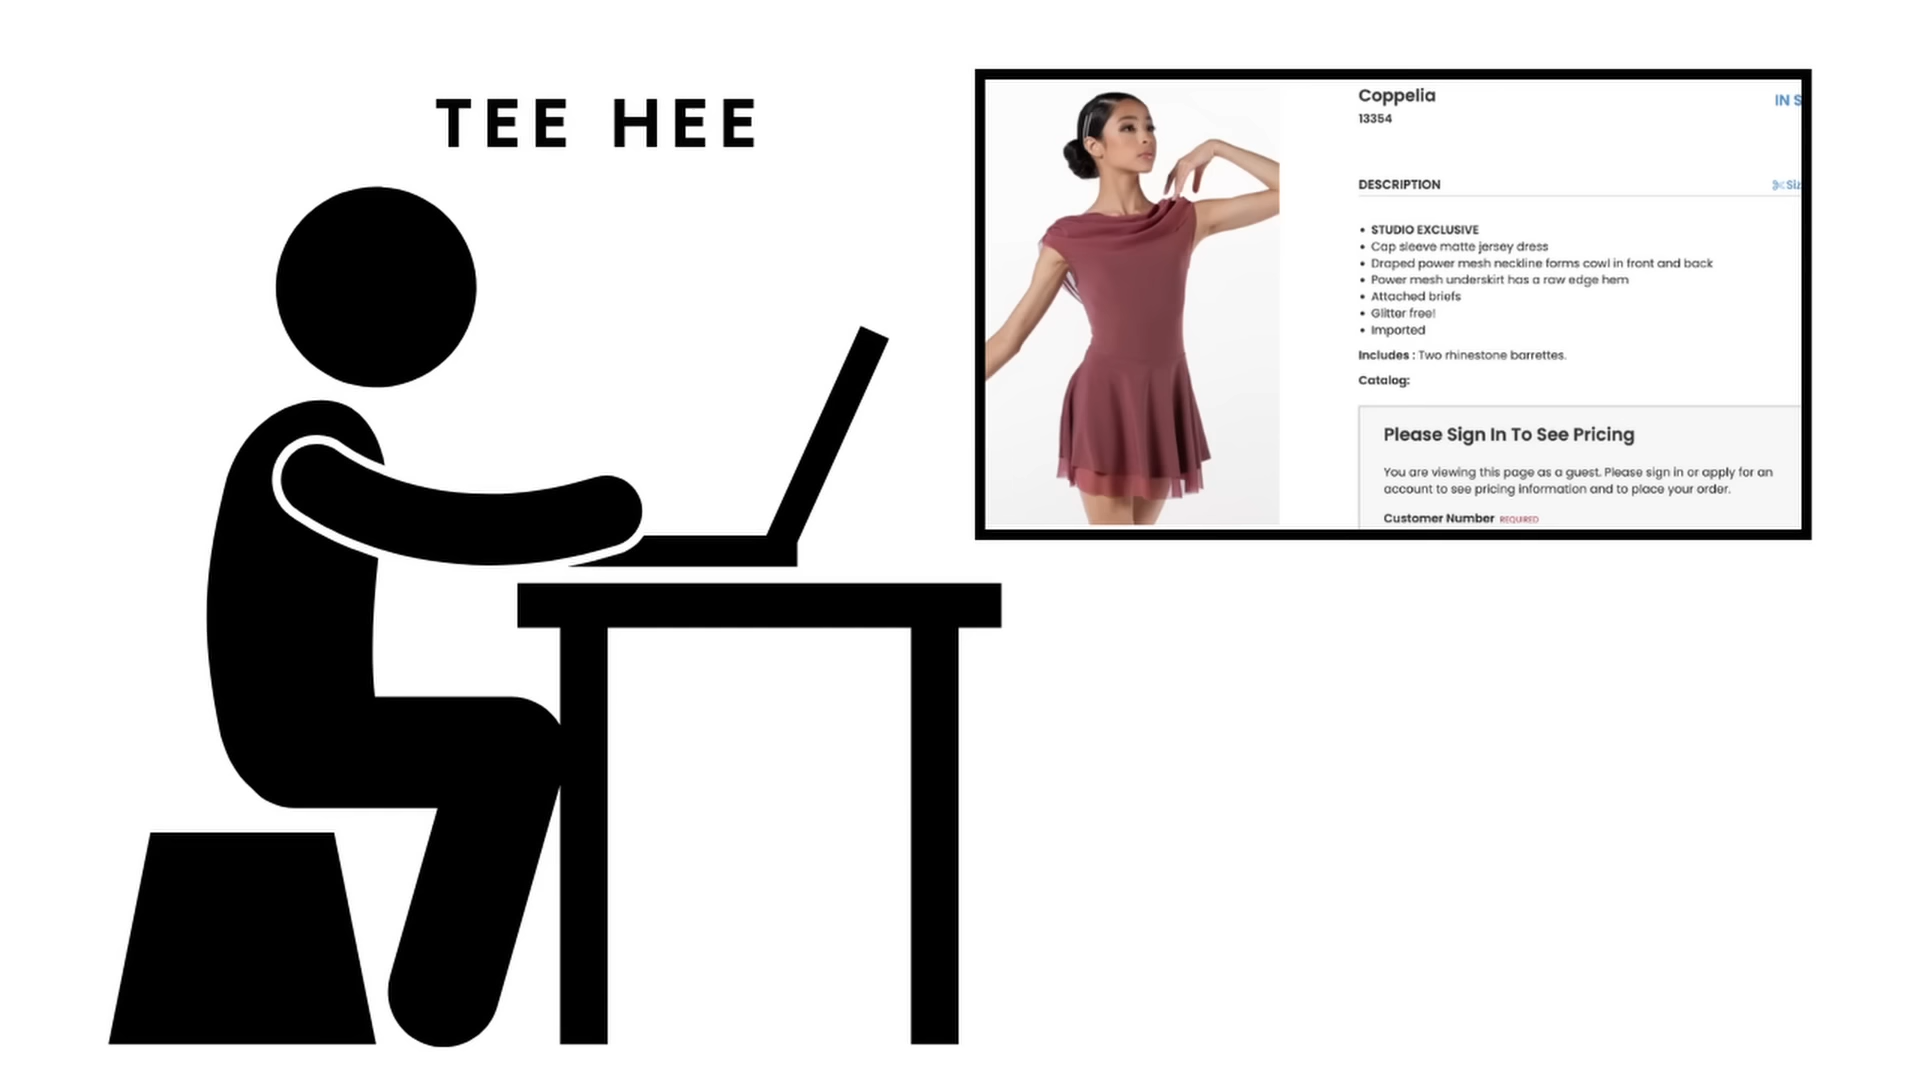 TEE HEE
Coppelia
13354
IN S
DESCRIPTION
Siz
• STUDIO EXCLUSIVE
• Cap sleeve matte jersey dress
• Draped power mesh neckline forms cowl in front and back
• Power mesh underskirt has a raw edge hem
• Attached briefs
• Glitter free!
• Imported
Includes : Two rhinestone barrettes.
Catalog:
Please Sign In To See Pricing
You are viewing this page as a guest. Please sign in or apply for an
account to see pricing information and to place your order.
Customer Number REQUIRED